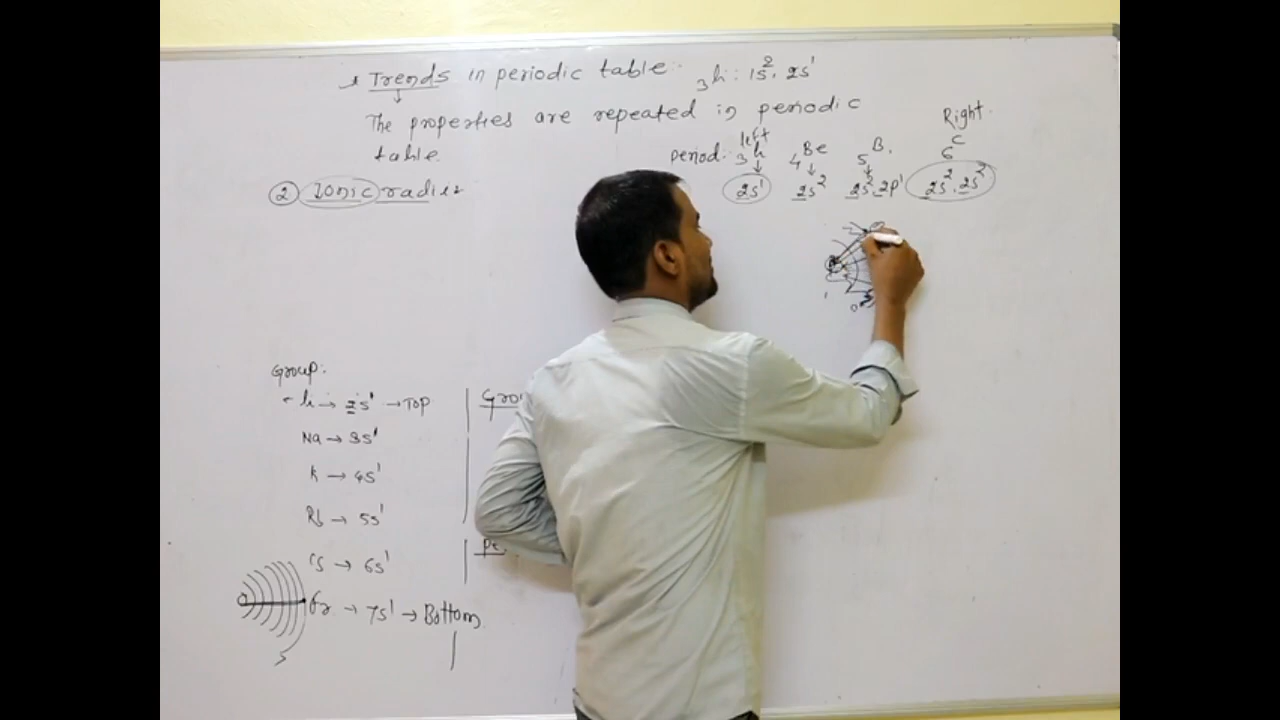 * Trends in periodic table. ₃Li: 1s². 2s¹
The properties are repeated in periodic
table.
Right.
left
period: ₃Li ₄Be ₅B. ₆C
2s¹ 2s² 2s². 2p¹ 2s². 2s²
② Ionic radius
Group:
Li → 2s¹ → Top
Na → 3s¹
K → 4s¹
Rb → 5s¹
Cs → 6s¹
Fr → 7s¹ → Bottom